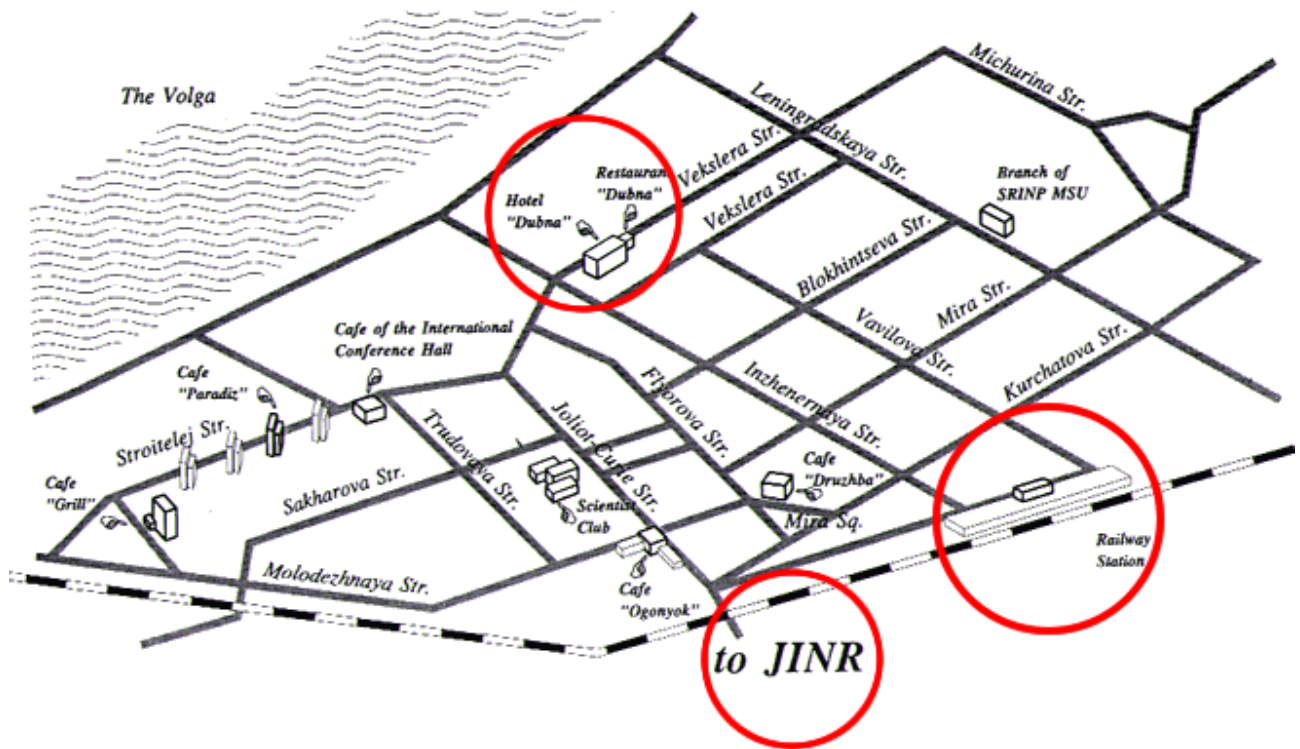 The Volga
Michurina Str.
Leningradskaya Str.
Vekslera Str.
Restauran
"Dubna"
Hotel
"Dubna"
Vekslera Str.
Branch of
SRINP MSU
Blokhintseva Str.
Mira Str.
Cafe of the International
Conference Hall
Vavilova Str.
Kurchatova Str.
Cafe
"Paradiz"
Flyorova Str.
Inzhenernaya Str.
Stroitelej Str.
Trudovaya Str.
Joliot-Curie Str.
Cafe
"Grill"
Sakharova Str.
Cafe
"Druzhba"
Scientist
Club
Mira Sq.
Railway
Station
Molodezhnaya Str.
Cafe
"Ogonyok"
to JINR